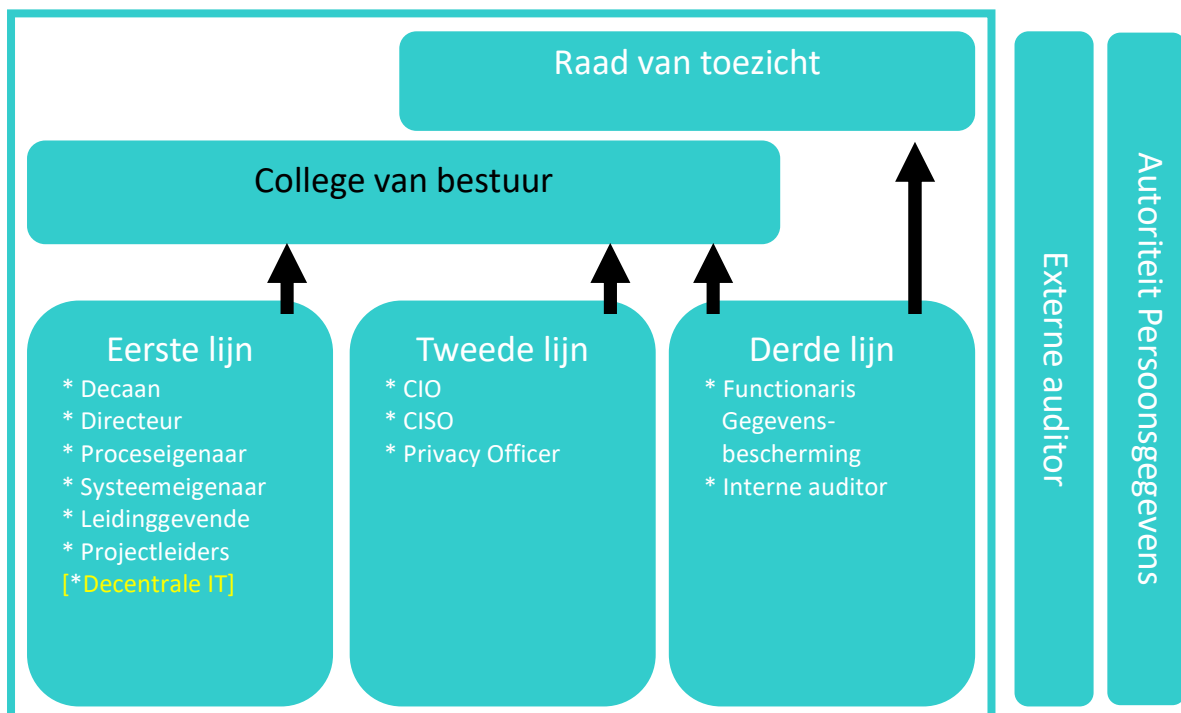 Raad van toezicht
College van bestuur
Eerste lijn
* Decaan
* Directeur
* Proceseigenaar
* Systeemeigenaar
* Leidinggevende
* Projectleiders
[*Decentrale IT]
Tweede lijn
* CIO
* CISO
* Privacy Officer
Derde lijn
* Functionaris
Gegevens-
bescherming
* Interne auditor
Externe auditor
Autoriteit Persoonsgegevens